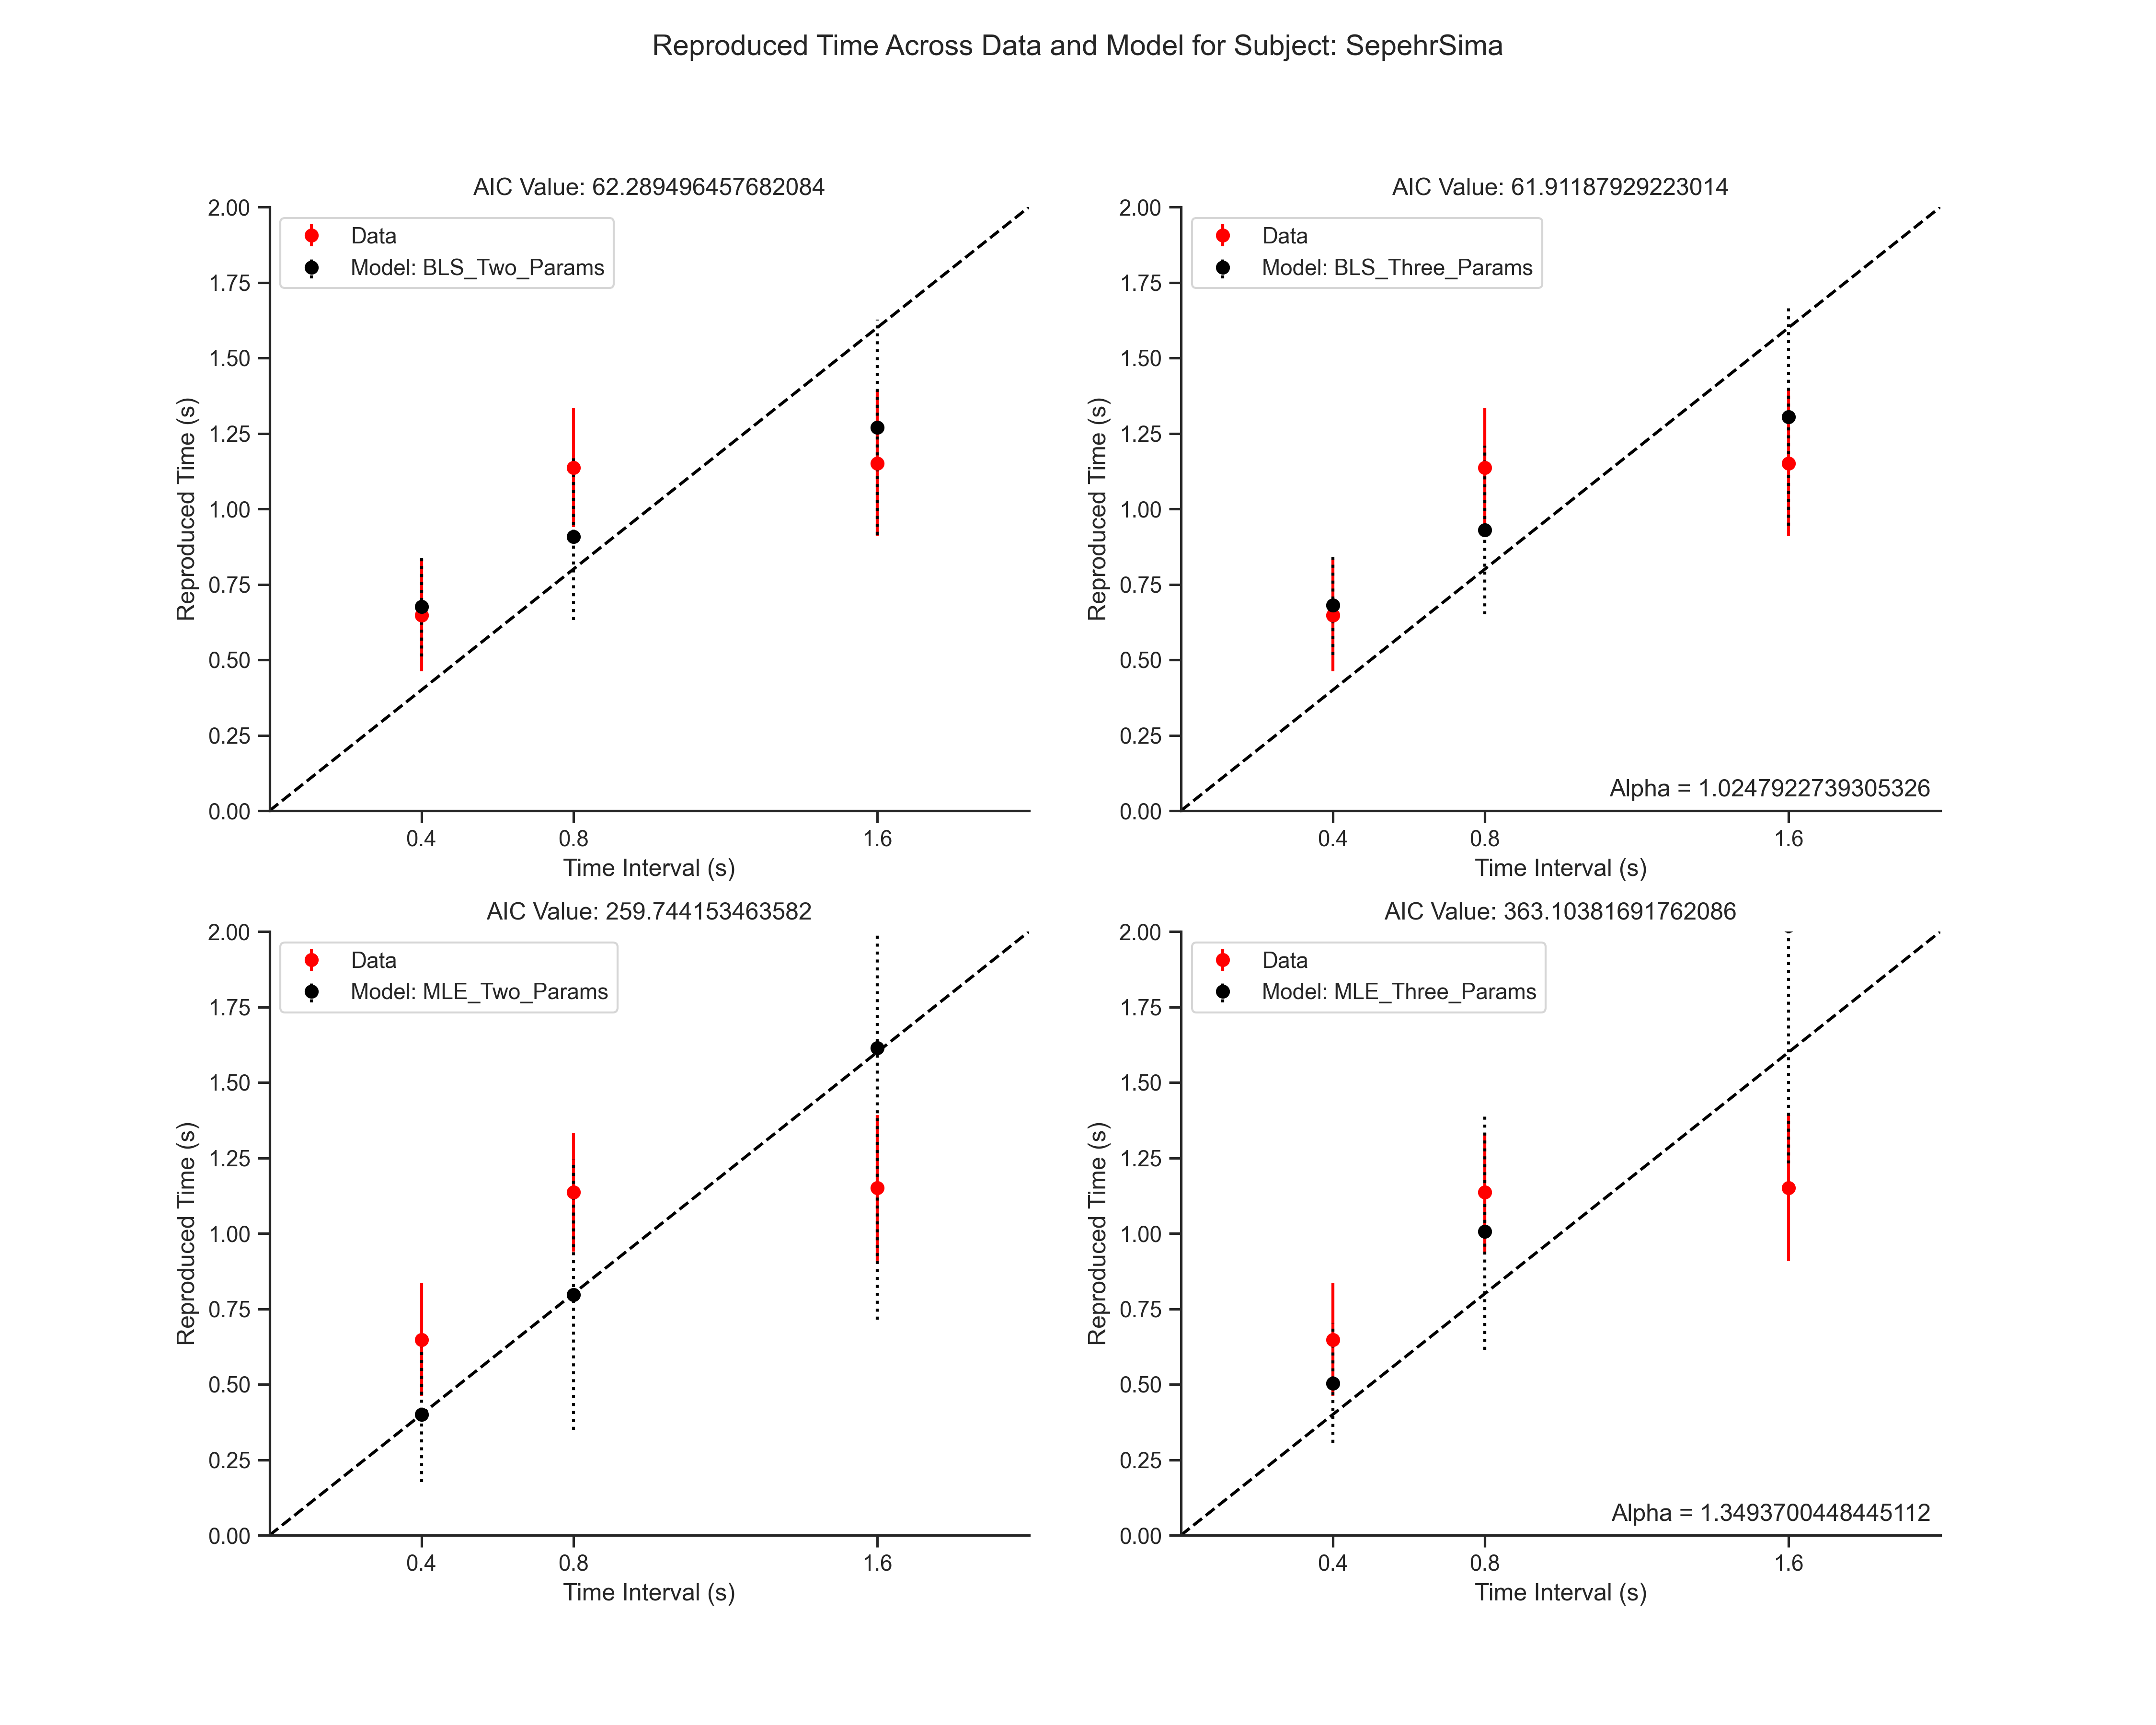 Reproduced Time Across Data and Model for Subject: SepehrSima
AIC Value: 62.289496457682084
2.00
1.75
1.50
1.25
1.00
0.75
0.50
0.25
0.00
Reproduced Time (s)
Data
Model: BLS_Two_Params
0.4 0.8 1.6
Time Interval (s)
AIC Value: 61.91187929223014
2.00
1.75
1.50
1.25
1.00
0.75
0.50
0.25
0.00
Reproduced Time (s)
Data
Model: BLS_Three_Params
Alpha = 1.0247922739305326
0.4 0.8 1.6
Time Interval (s)
AIC Value: 259.744153463582
2.00
1.75
1.50
1.25
1.00
0.75
0.50
0.25
0.00
Reproduced Time (s)
Data
Model: MLE_Two_Params
0.4 0.8 1.6
Time Interval (s)
AIC Value: 363.10381691762086
2.00
1.75
1.50
1.25
1.00
0.75
0.50
0.25
0.00
Reproduced Time (s)
Data
Model: MLE_Three_Params
Alpha = 1.3493700448445112
0.4 0.8 1.6
Time Interval (s)